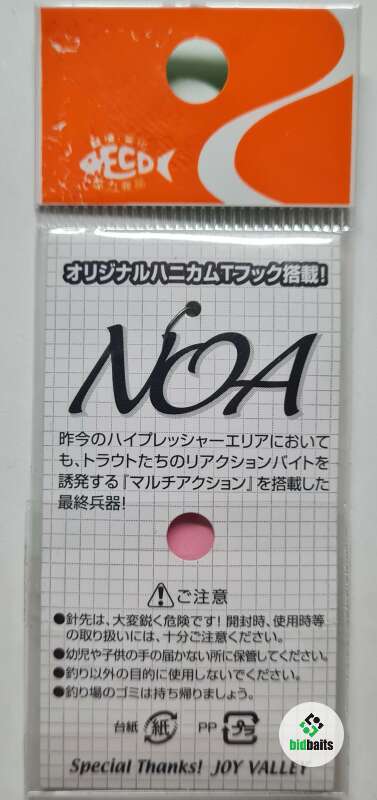 環境・変化
ECO
協力商品
オリジナルハニカムTフック搭載!
NOA
昨今のハイプレッシャーエリアにおいて
も、トラウトたちのリアクションバイトを
誘発する『マルチアクション』を搭載した
最終兵器!
ご注意
●針先は、大変鋭く危険です!開封時、使用時等
の取り扱いには、十分ご注意ください。
●幼児や子供の手の届かない所に保管してください。
●釣り以外の目的に使用しないでください。
●釣り場のゴミは持ち帰りましょう。
台紙 紙 PP プラ
bidbaits
Special Thanks! JOY VALLEY